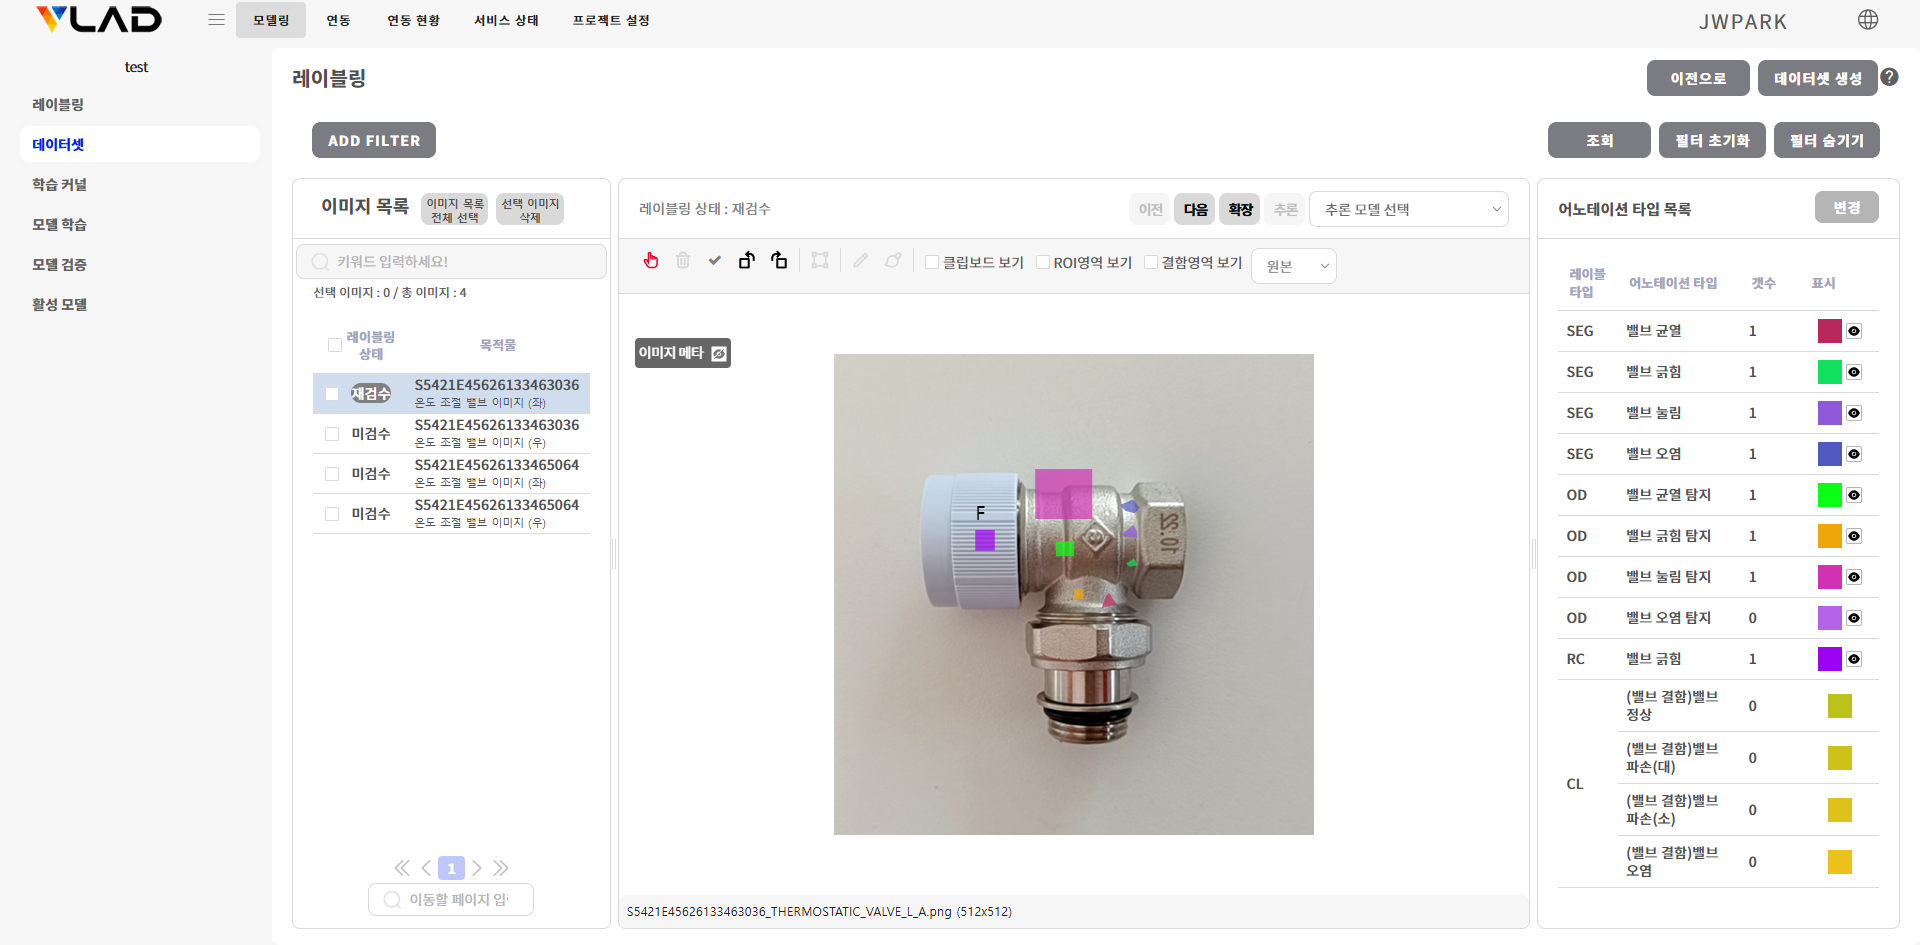 VLAD
모델링
연동
연동 현황
서비스 상태
프로젝트 설정
JWPARK
test
레이블링
데이터셋
학습 커널
모델 학습
모델 검증
활성 모델
레이블링
이전으로
데이터셋 생성
?
ADD FILTER
조회
필터 초기화
필터 숨기기
이미지 목록
이미지 목록
전체 선택
선택 이미지
삭제
키워드 입력하세요!
선택 이미지 : 0 / 총 이미지 : 4
레이블링
상태
목적물
재검수
S5421E45626133463036
온도 조절 밸브 이미지 (좌)
미검수
S5421E45626133463036
온도 조절 밸브 이미지 (우)
미검수
S5421E45626133465064
온도 조절 밸브 이미지 (좌)
미검수
S5421E45626133465064
온도 조절 밸브 이미지 (우)
1
이동할 페이지 입
레이블링 상태 : 재검수
이전
다음
확장
추론
추론 모델 선택
클립보드 보기
ROI영역 보기
결함영역 보기
원본
이미지 메타
F
22:01
S5421E45626133463036_THERMOSTATIC_VALVE_L_A.png (512x512)
어노테이션 타입 목록
변경
레이블
타입
어노테이션 타입
갯수
표시
SEG 밸브 균열 1
SEG 밸브 긁힘 1
SEG 밸브 눌림 1
SEG 밸브 오염 1
OD 밸브 균열 탐지 1
OD 밸브 긁힘 탐지 1
OD 밸브 눌림 탐지 1
OD 밸브 오염 탐지 0
RC 밸브 긁힘 1
CL
(밸브 결함)밸브
정상
0
(밸브 결함)밸브
파손(대)
0
(밸브 결함)밸브
파손(소)
0
(밸브 결함)밸브
오염
0